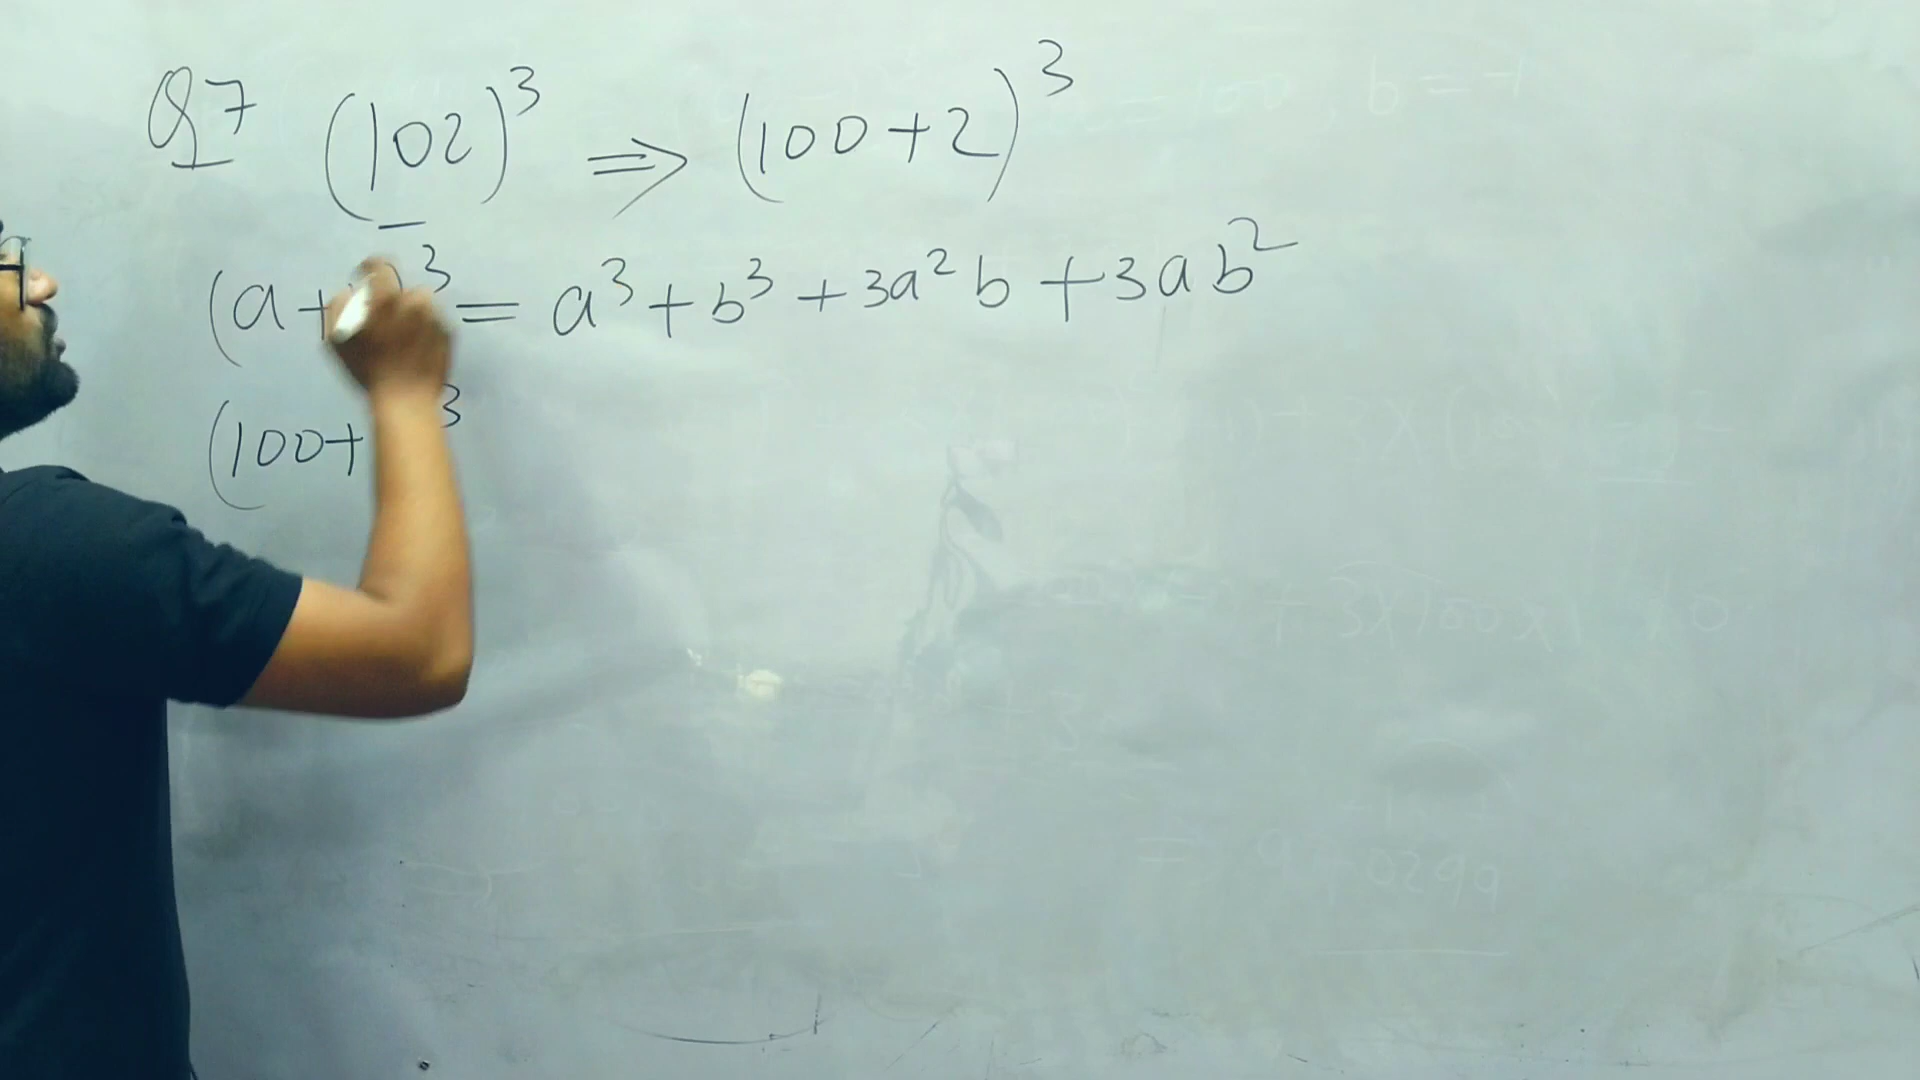 Q7 (102)³ ⇒ (100+2)³
(a+ )³ = a³+b³+3a²b+3ab²
(100+ ³